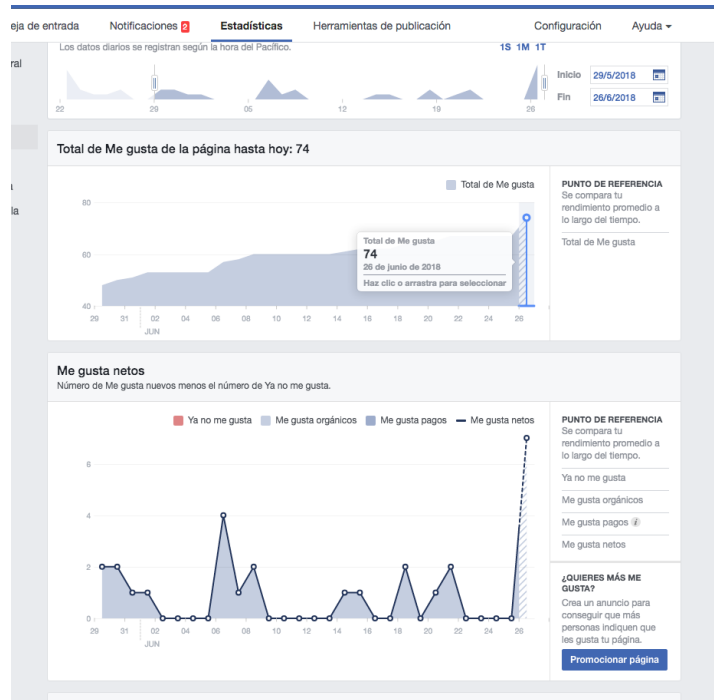 eja de entrada Notificaciones 2 Estadísticas Herramientas de publicación Configuración Ayuda
Los datos diarios se registran según la hora del Pacífico. 1S 1M 1T
ral
Inicio 29/5/2018
Fin 26/6/2018
22 29 05 12 19 26
a
la
Total de Me gusta de la página hasta hoy: 74
Total de Me gusta
80
60
40
29 31 02 04 06 08 10 12 14 16 18 20 22 24 26
JUN
Total de Me gusta
74
26 de junio de 2018
Haz clic o arrastra para seleccionar
PUNTO DE REFERENCIA
Se compara tu
rendimiento promedio a
lo largo del tiempo.
Total de Me gusta
Me gusta netos
Número de Me gusta nuevos menos el número de Ya no me gusta.
Ya no me gusta Me gusta orgánicos Me gusta pagos Me gusta netos
6
4
2
0
29 31 02 04 06 08 10 12 14 16 18 20 22 24 26
JUN
PUNTO DE REFERENCIA
Se compara tu
rendimiento promedio a
lo largo del tiempo.
Ya no me gusta
Me gusta orgánicos
Me gusta pagos i
Me gusta netos
¿QUIERES MÁS ME
GUSTA?
Crea un anuncio para
conseguir que más
personas indiquen que
les gusta tu página.
Promocionar página